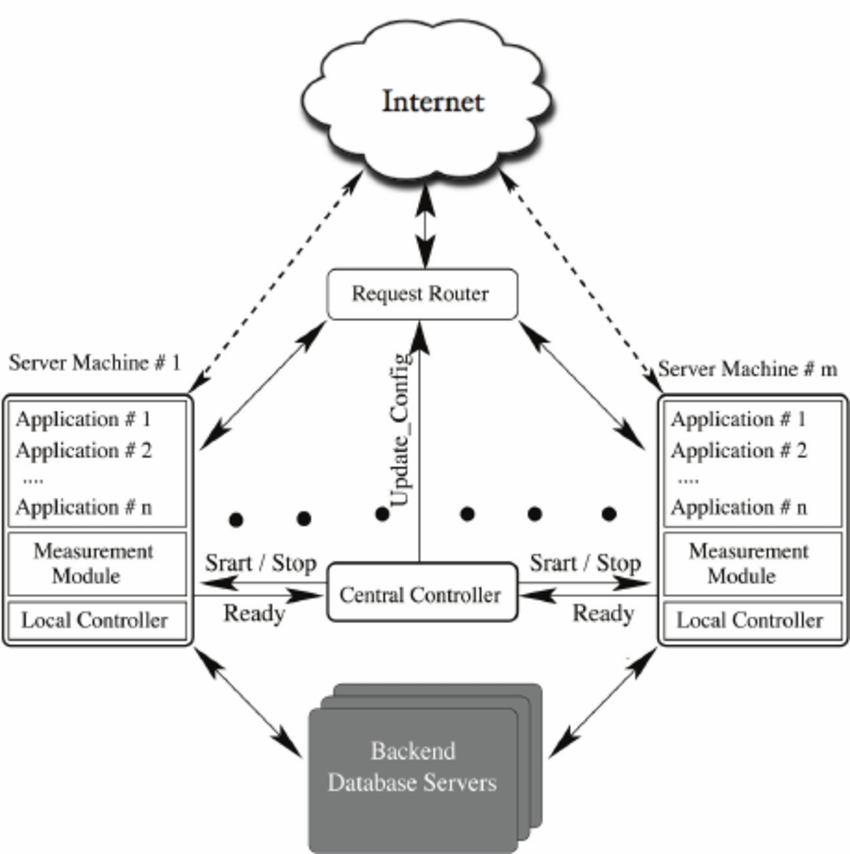 Internet
Request Router
Server Machine # 1
Server Machine # m
Update_Config
Application # 1
Application # 2
....
Application # n
Measurement
Module
Local Controller
Application # 1
Application # 2
....
Application # n
Measurement
Module
Local Controller
Srart / Stop
Ready
Central Controller
Srart / Stop
Ready
Backend
Database Servers